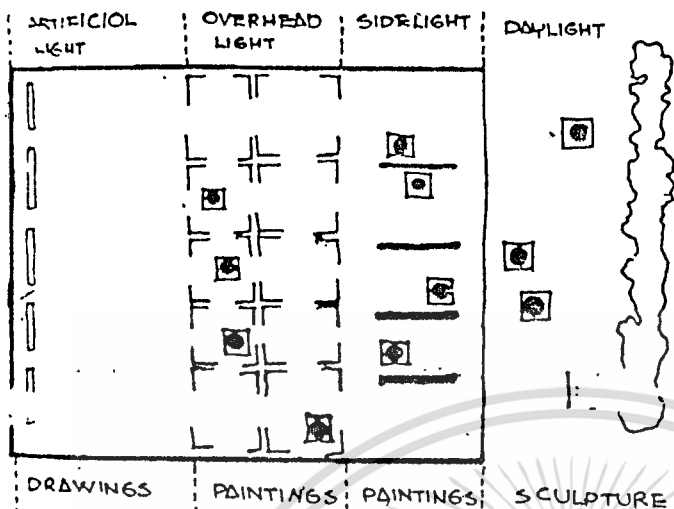 ARTIFICIOL
LIGHT
OVERHEAD
LIGHT
SIDELIGHT
DAYLIGHT
DRAWINGS
PAINTINGS
PAINTINGS
SCULPTURE